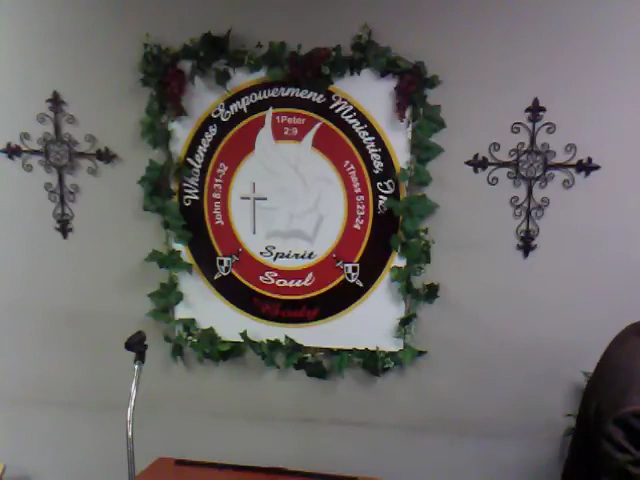 Wholeness Empowerment Ministries, Inc.
1Peter
2:9
John 8:31-32
1Thess 5:23-24
Spirit
Soul
Body